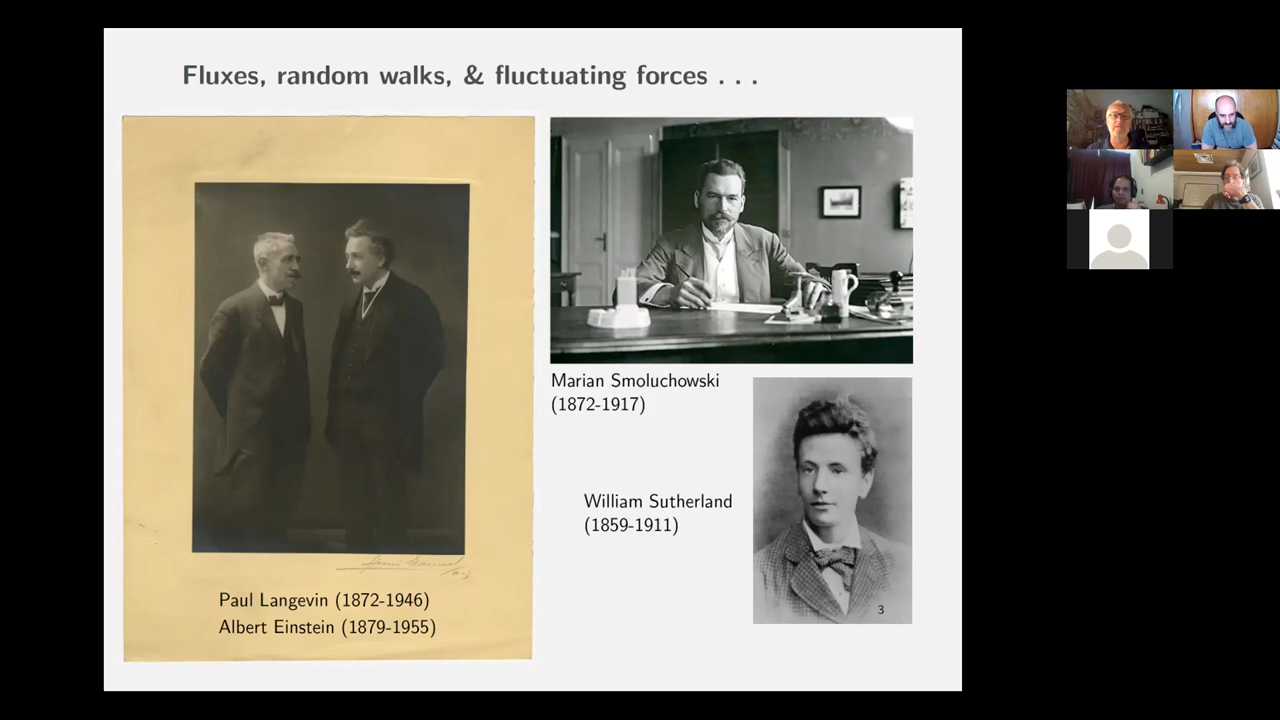 Fluxes, random walks, & fluctuating forces . . .
Paul Langevin (1872-1946)
Albert Einstein (1879-1955)
Marian Smoluchowski
(1872-1917)
William Sutherland
(1859-1911)
3